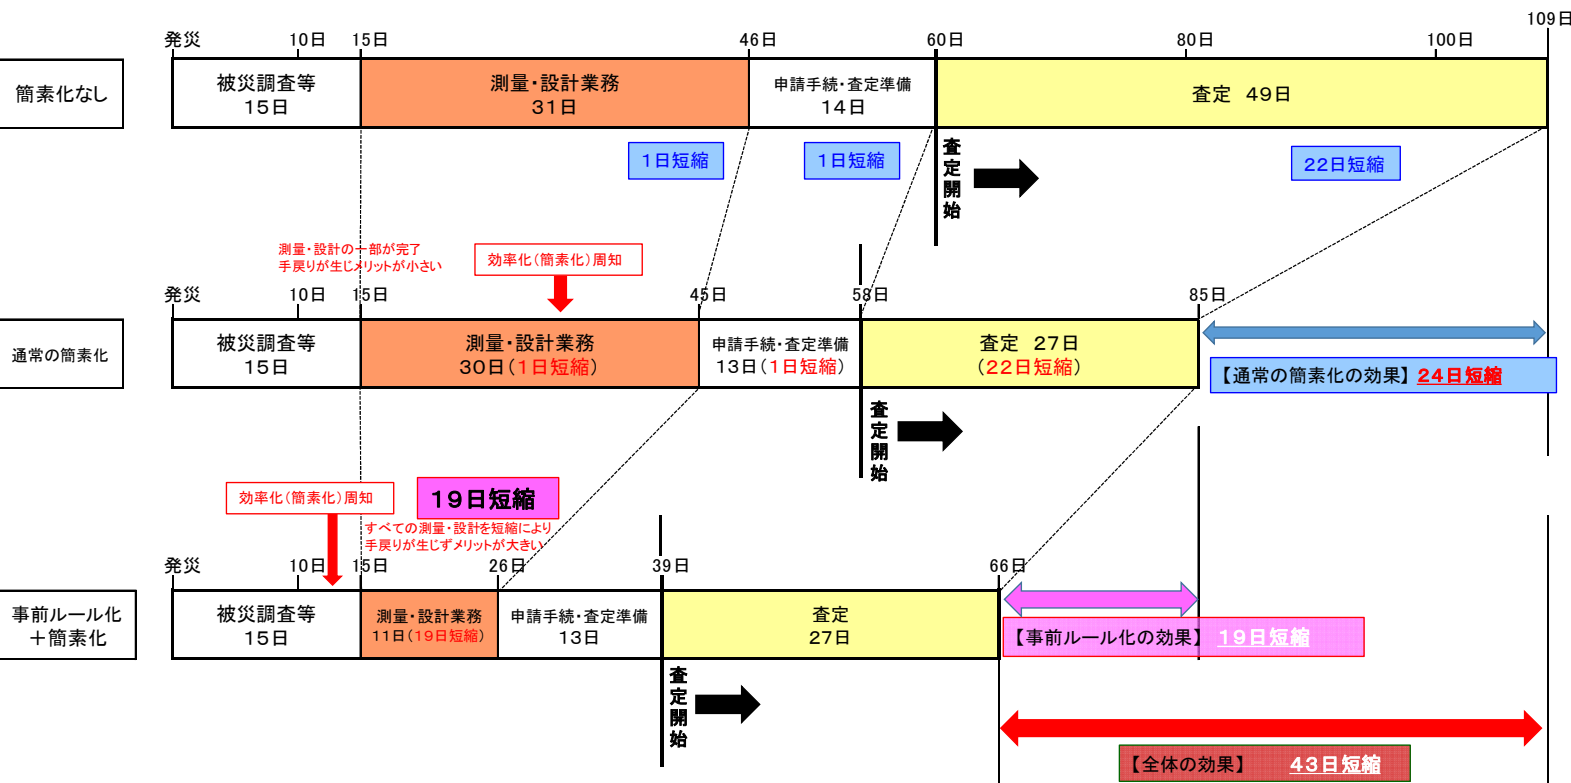 109日
発災
10日
15日
46日
60日
80日
100日
簡素化なし
被災調査等
15日
測量・設計業務
31日
申請手続・査定準備
14日
査定 49日
1日短縮
1日短縮
査定開始
22日短縮
測量・設計の一部が完了
手戻りが生じメリットが小さい
効率化(簡素化)周知
発災
10日
15日
45日
58日
85日
通常の簡素化
被災調査等
15日
測量・設計業務
30日(1日短縮)
申請手続・査定準備
13日(1日短縮)
査定 27日
(22日短縮)
【通常の簡素化の効果】 24日短縮
査定開始
効率化(簡素化)周知
19日短縮
すべての測量・設計を短縮により
手戻りが生じずメリットが大きい
発災
10日
15日
26日
39日
66日
事前ルール化
+簡素化
被災調査等
15日
測量・設計業務
11日(19日短縮)
申請手続・査定準備
13日
査定
27日
【事前ルール化の効果】 19日短縮
査定開始
【全体の効果】 43日短縮